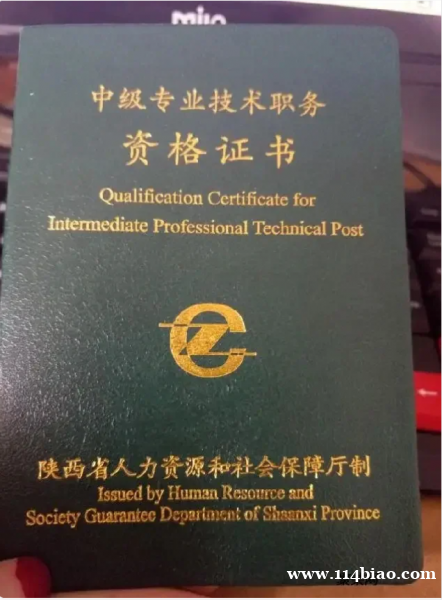 中级专业技术职务
资格证书
Qualification Certificate for
Intermediate Professional Technical Post
陕西省人力资源和社会保障厅制
Issued by Human Resource and
Society Guarantee Department of Shaanxi Province
www.114biao.com